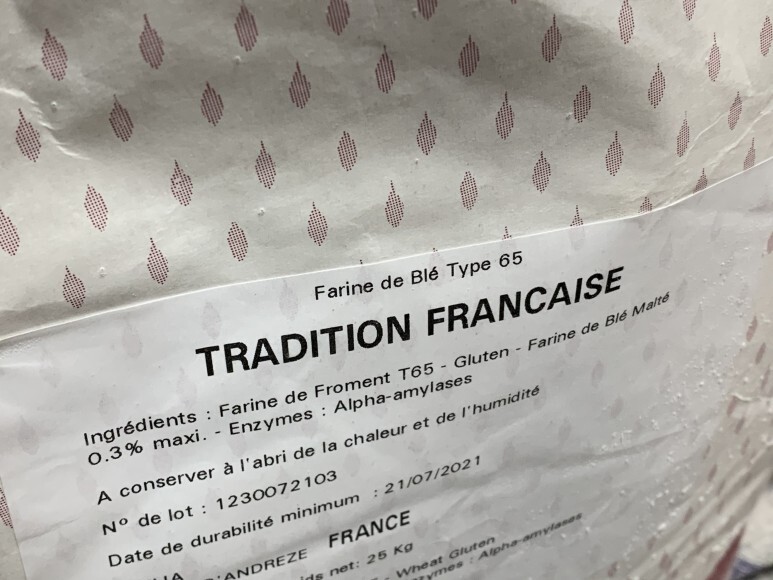 Farine de Blé Type 65
TRADITION FRANCAISE
Ingrédients : Farine de Froment T65 - Gluten - Farine de Blé Malté
0.3% maxi. - Enzymes : Alpha-amylases
A conserver à l'abri de la chaleur et de l'humidité
N° de lot : 1230072103
Date de durabilité minimum : 21/07/2021
D'ANDREZE FRANCE
net: 25 Kg
- Wheat Gluten
: Alpha-amylases